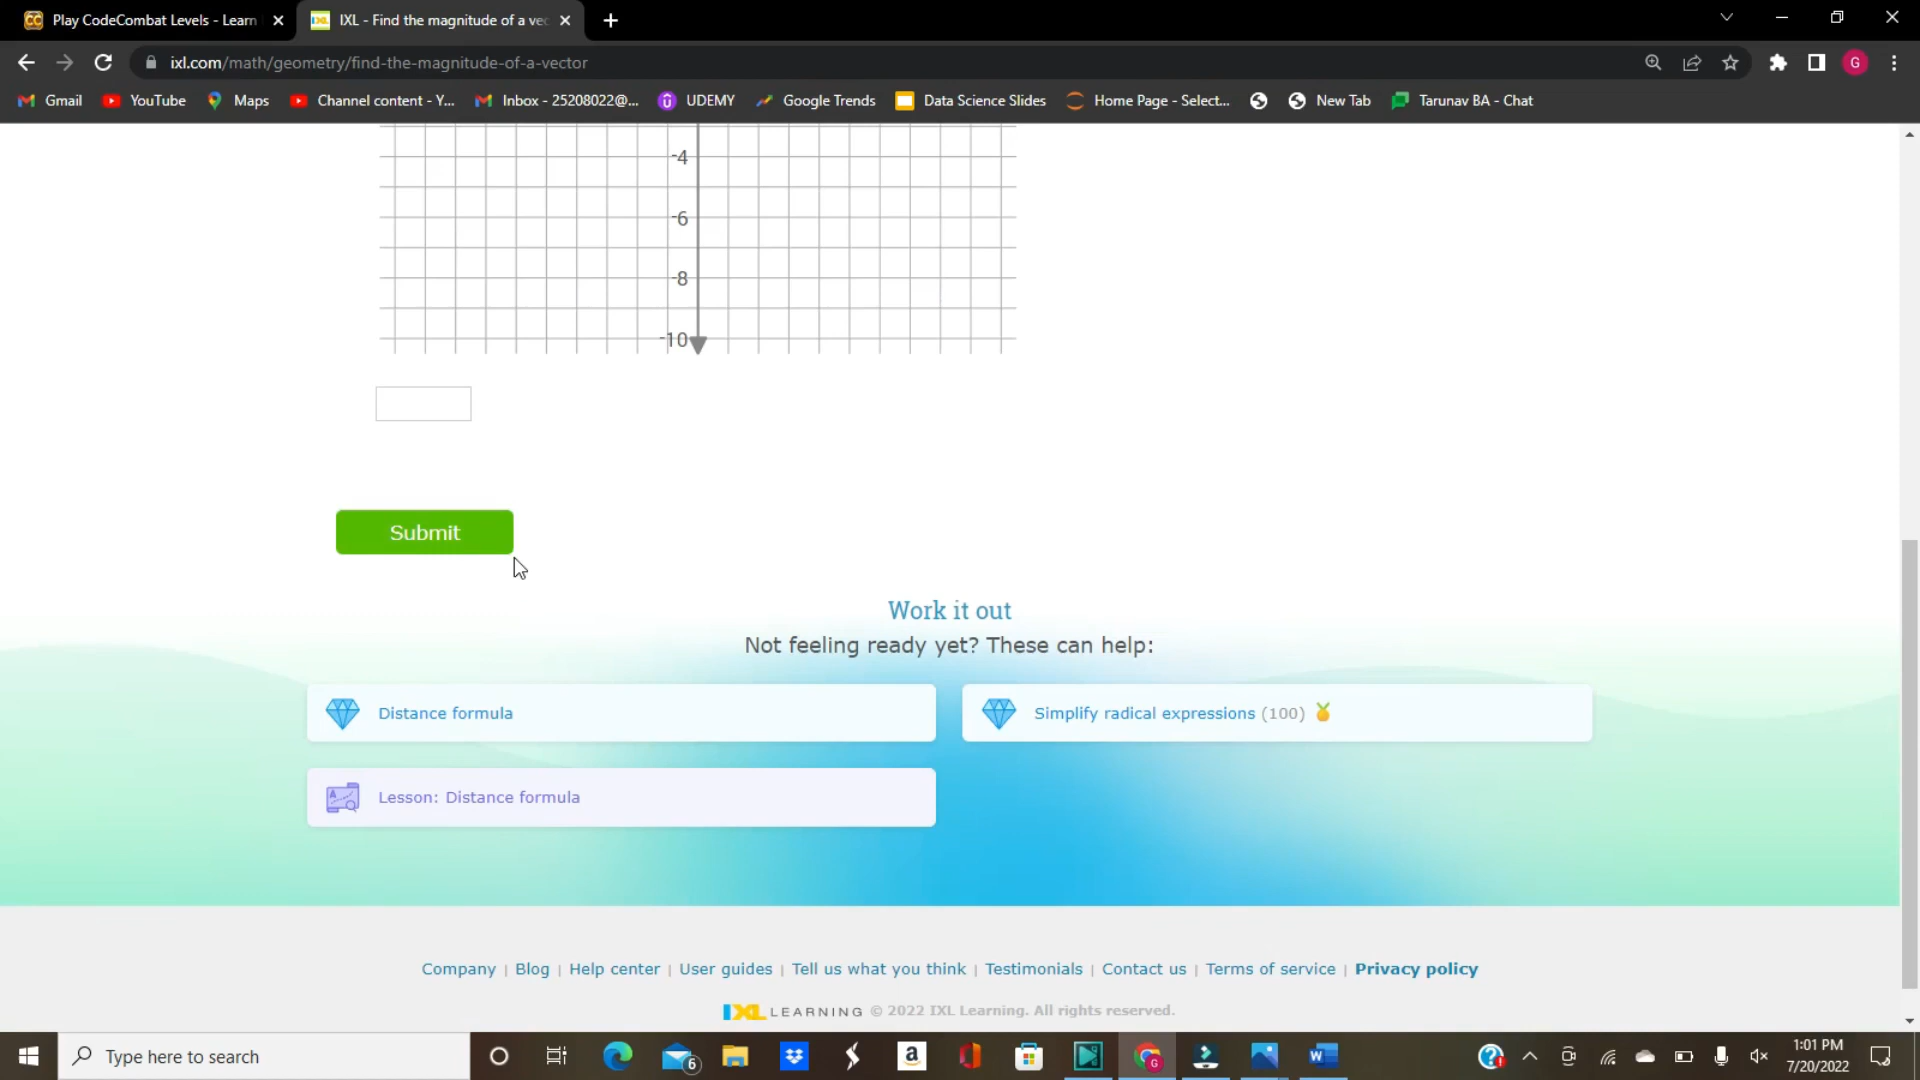 Play CodeCombat Levels - Learn
IXL - Find the magnitude of a vec
ixl.com/math/geometry/find-the-magnitude-of-a-vector
G
Gmail
YouTube
Maps
Channel content - Y...
Inbox - 25208022@...
UDEMY
Google Trends
Data Science Slides
Home Page - Select...
New Tab
Tarunav BA - Chat
-4
-6
-8
-10
Submit
Work it out
Not feeling ready yet? These can help:
Distance formula
Simplify radical expressions (100)
Lesson: Distance formula
Company | Blog | Help center | User guides | Tell us what you think | Testimonials | Contact us | Terms of service | Privacy policy
IXL LEARNING © 2022 IXL Learning. All rights reserved.
Type here to search
6
1:01 PM
7/20/2022